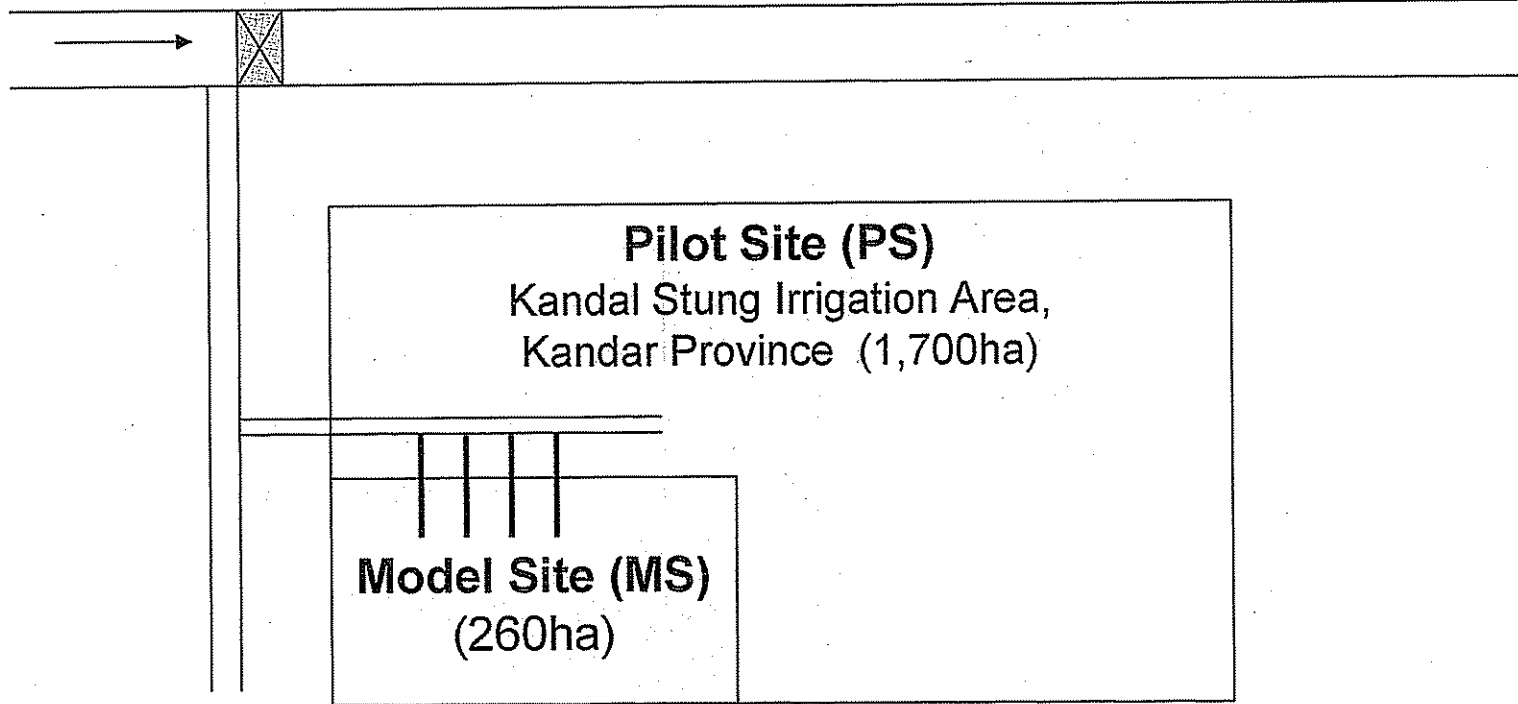 Pilot Site (PS)
Kandal Stung Irrigation Area,
Kandar Province (1,700ha)
Model Site (MS)
(260ha)